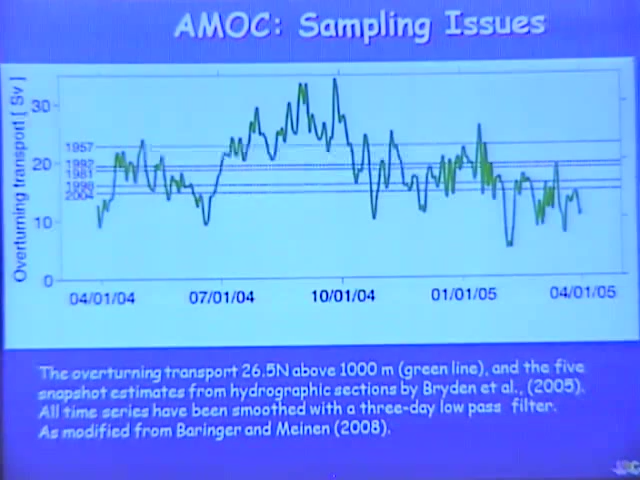 AMOC: Sampling Issues
Overturning transport [ Sv ]
30
20
10
0
1957
1992
1981
1998
2004
04/01/04 07/01/04 10/01/04 01/01/05 04/01/05
The overturning transport 26.5N above 1000 m (green line), and the five
snapshot estimates from hydrographic sections by Bryden et al., (2005).
All time series have been smoothed with a three-day low pass filter.
As modified from Baringer and Meinen (2008).